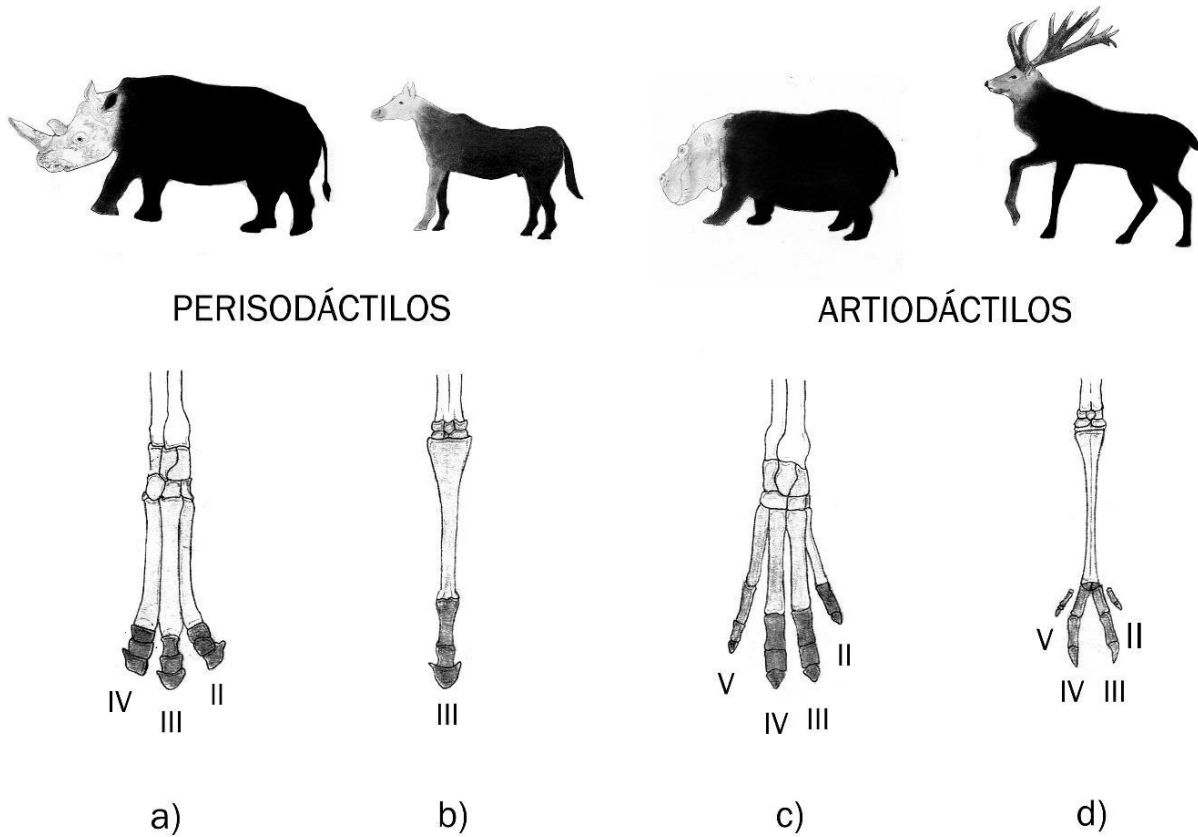 PERISODÁCTILOS
ARTIODÁCTILOS
IV
III
II
III
V
IV
III
II
V
IV
III
II
a)
b)
c)
d)